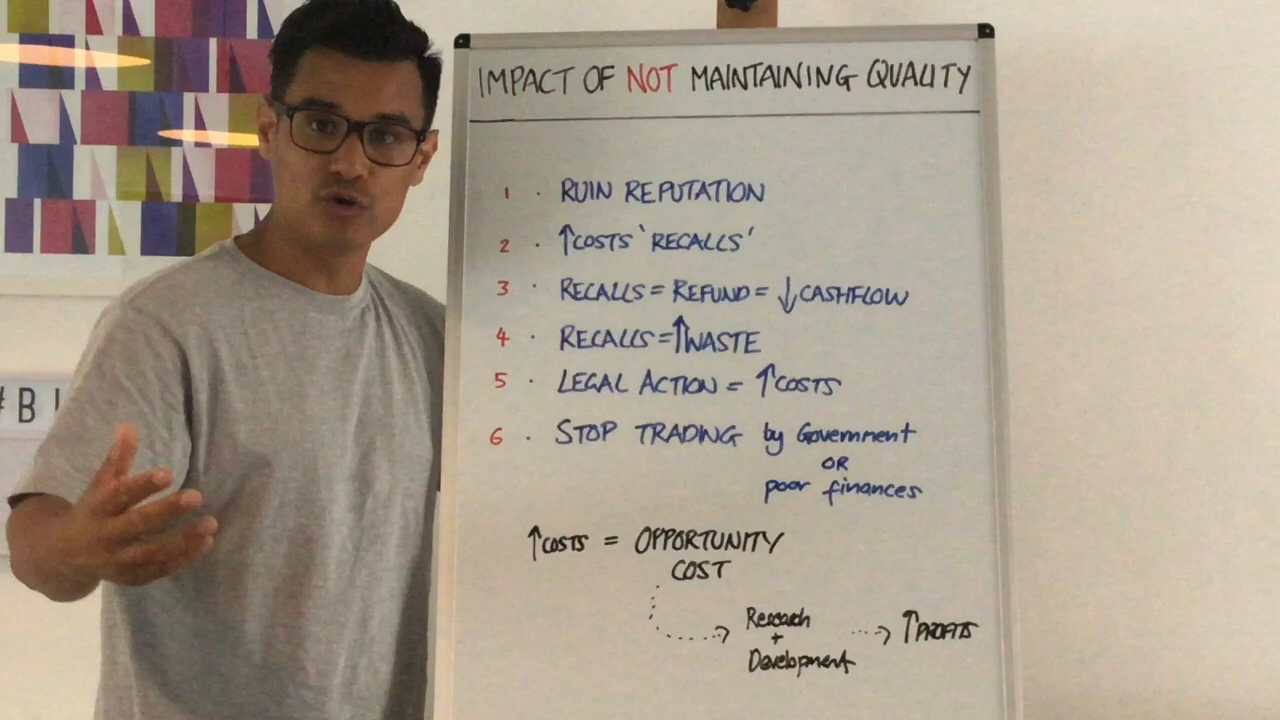 IMPACT OF NOT MAINTAINING QUALITY
1 · RUIN REPUTATION
2 · ↑COSTS 'RECALLS'
3 · RECALLS = REFUND = ↓CASHFLOW
4 · RECALLS = ↑WASTE
5 · LEGAL ACTION = ↑COSTS
6 · STOP TRADING by Government
OR
poor finances
↑COSTS = OPPORTUNITY
COST
Research
+
Development
↑PROFITS